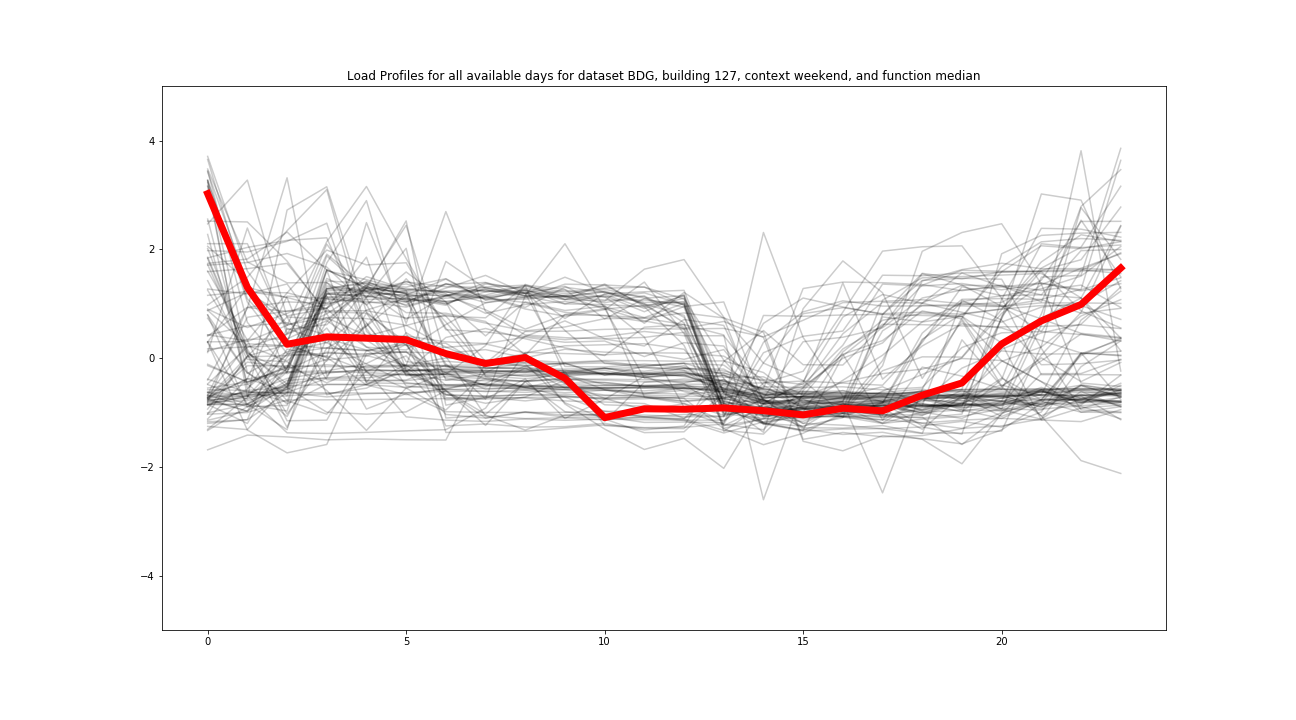 Load Profiles for all available days for dataset BDG, building 127, context weekend, and function median
4
2
0
−2
−4
0 5 10 15 20